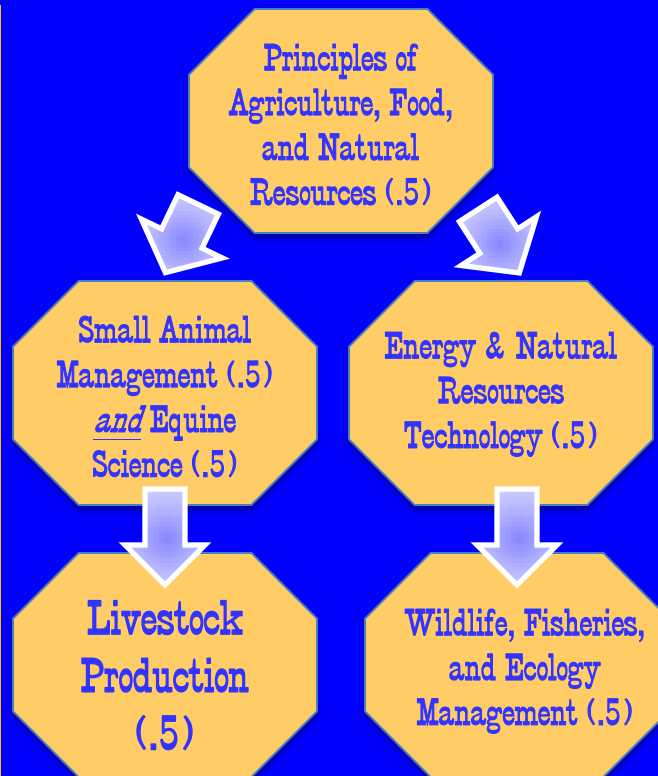 Principles of
Agriculture, Food,
and Natural
Resources (.5)
Small Animal
Management (.5)
and Equine
Science (.5)
Energy & Natural
Resources
Technology (.5)
Livestock
Production
(.5)
Wildlife, Fisheries,
and Ecology
Management (.5)